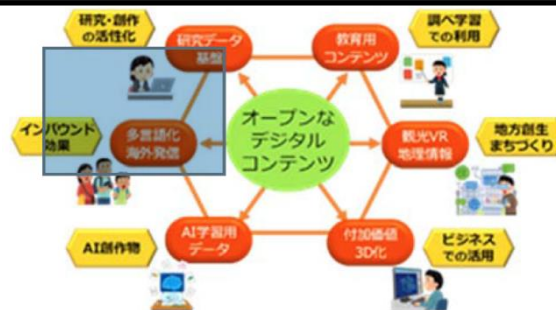 研究・創作
の活性化
研究データ
基盤
教育用
コンテンツ
調べ学習
での利用
インバウンド
効果
多言語化
海外発信
オープンな
デジタル
コンテンツ
観光VR
地理情報
地方創生
まちづくり
AI創作物
AI学習用
データ
付加価値
3D化
ビジネス
での活用